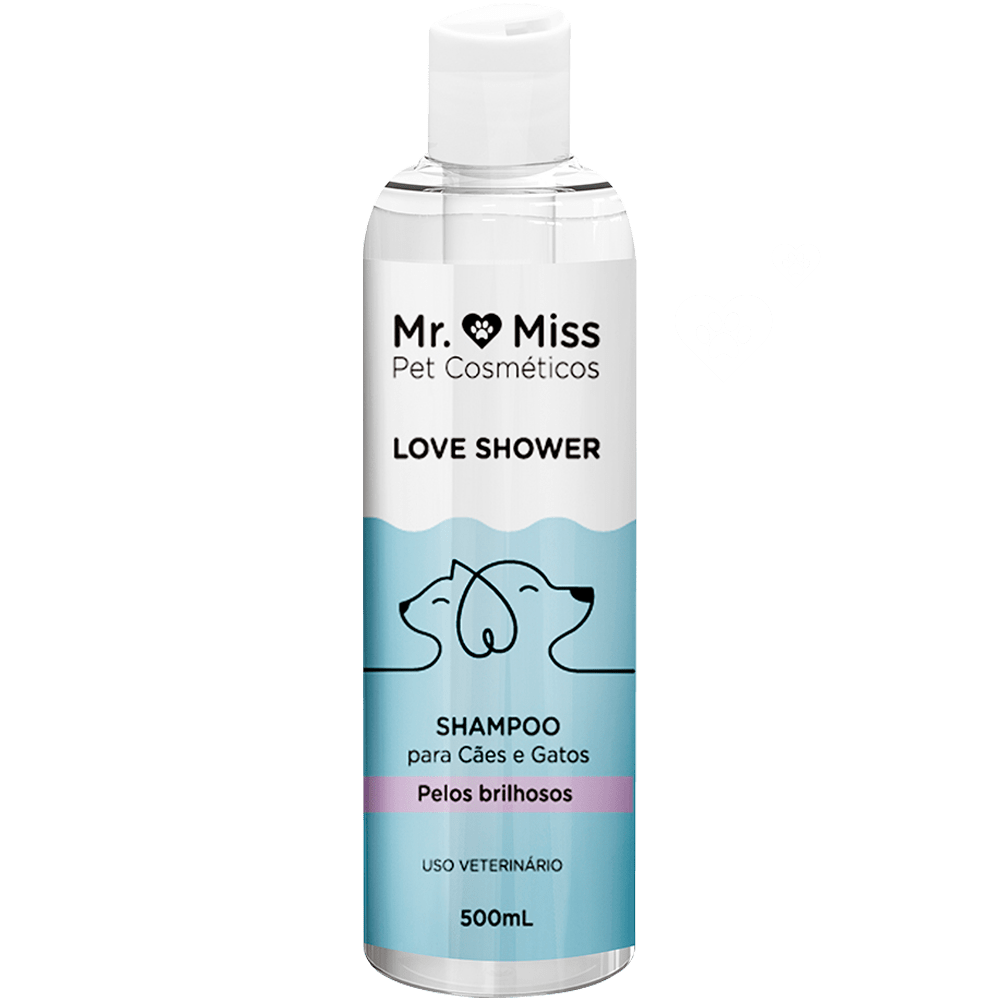 Mr. Miss
Pet Cosméticos
LOVE SHOWER
SHAMPOO
para Cães e Gatos
Pelos brilhosos
USO VETERINÁRIO
500mL